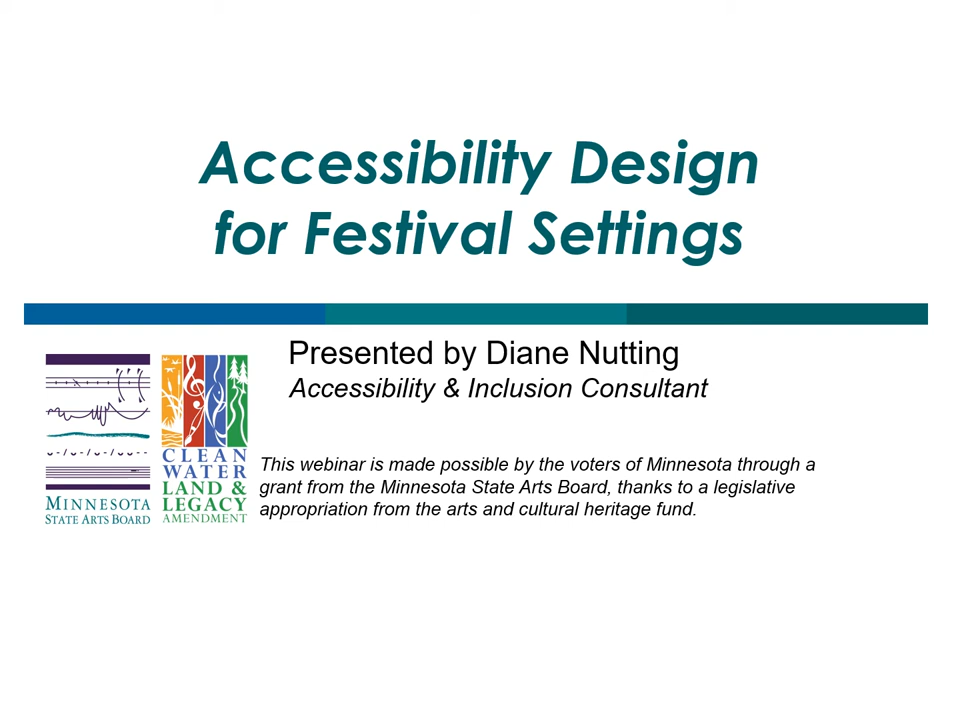 Accessibility Design
for Festival Settings
Presented by Diane Nutting
Accessibility & Inclusion Consultant
This webinar is made possible by the voters of Minnesota through a
grant from the Minnesota State Arts Board, thanks to a legislative
appropriation from the arts and cultural heritage fund.
MINNESOTA
STATE ARTS BOARD
CLEAN
WATER
LAND &
LEGACY
AMENDMENT